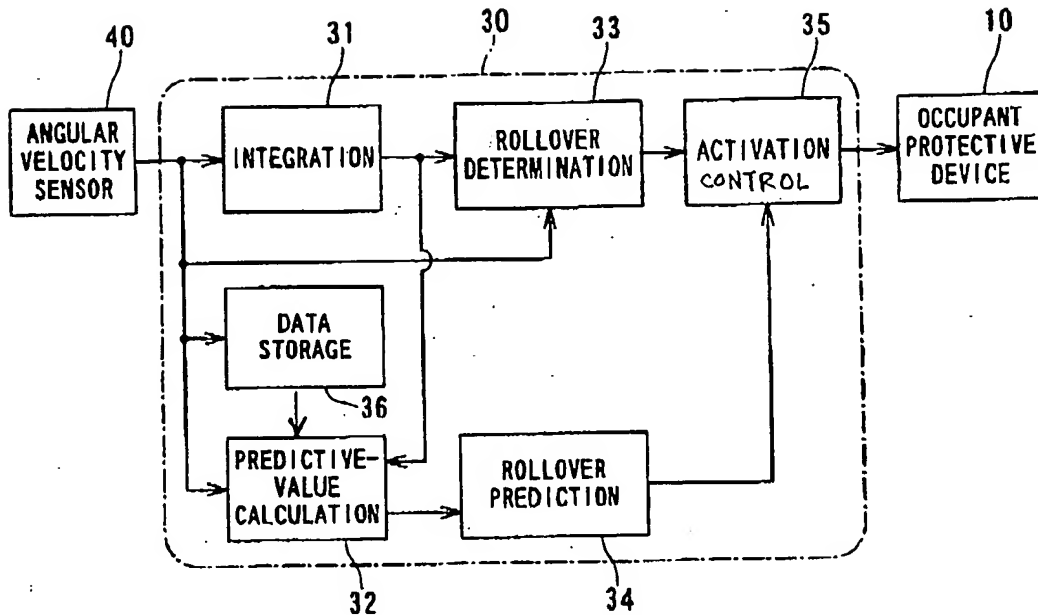 40
31
30
33
35
10
ANGULAR
VELOCITY
SENSOR
INTEGRATION
ROLLOVER
DETERMINATION
ACTIVATION
CONTROL
OCCUPANT
PROTECTIVE
DEVICE
DATA
STORAGE
36
PREDICTIVE-
VALUE
CALCULATION
ROLLOVER
PREDICTION
32
34